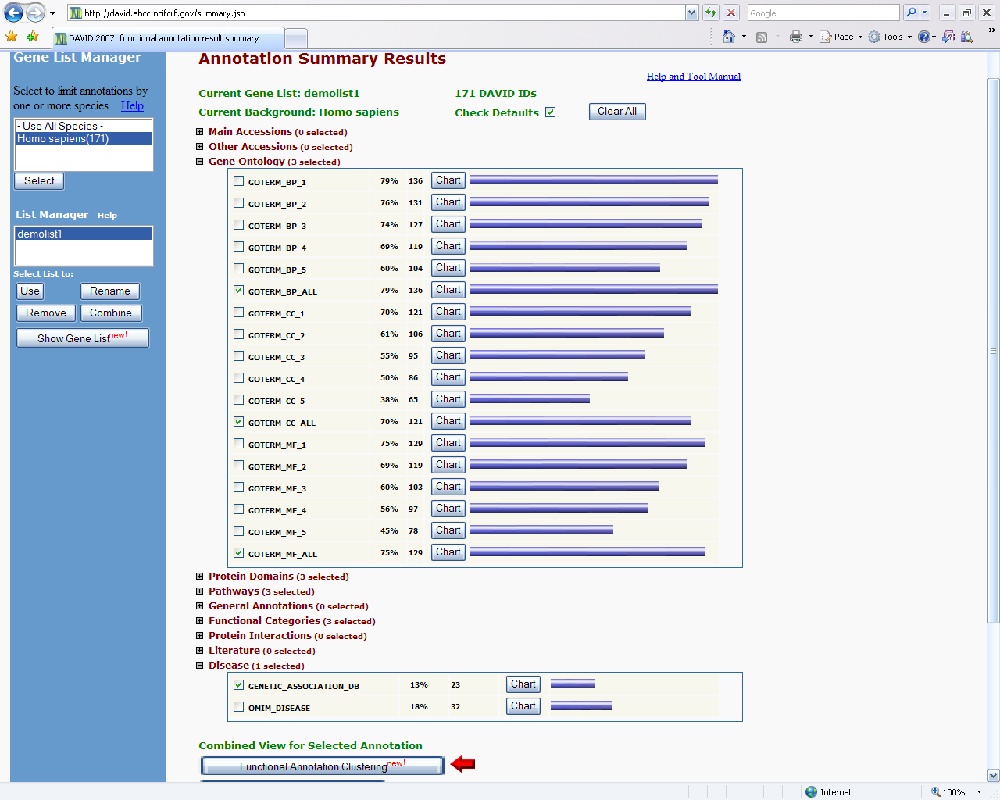 http://david.abcc.ncifcrf.gov/summary.jsp
Google
DAVID 2007: functional annotation result summary
Page
Tools
Gene List Manager
Select to limit annotations by
one or more species Help
- Use All Species -
Homo sapiens(171)
Select
List Manager Help
demolist1
Select List to:
Use Rename
Remove Combine
Show Gene List new!
Annotation Summary Results
Help and Tool Manual
Current Gene List: demolist1 171 DAVID IDs
Current Background: Homo sapiens Check Defaults Clear All
Main Accessions (0 selected)
Other Accessions (0 selected)
Gene Ontology (3 selected)
GOTERM_BP_1 79% 136 Chart
GOTERM_BP_2 76% 131 Chart
GOTERM_BP_3 74% 127 Chart
GOTERM_BP_4 69% 119 Chart
GOTERM_BP_5 60% 104 Chart
GOTERM_BP_ALL 79% 136 Chart
GOTERM_CC_1 70% 121 Chart
GOTERM_CC_2 61% 106 Chart
GOTERM_CC_3 55% 95 Chart
GOTERM_CC_4 50% 86 Chart
GOTERM_CC_5 38% 65 Chart
GOTERM_CC_ALL 70% 121 Chart
GOTERM_MF_1 75% 129 Chart
GOTERM_MF_2 69% 119 Chart
GOTERM_MF_3 60% 103 Chart
GOTERM_MF_4 56% 97 Chart
GOTERM_MF_5 45% 78 Chart
GOTERM_MF_ALL 75% 129 Chart
Protein Domains (3 selected)
Pathways (3 selected)
General Annotations (0 selected)
Functional Categories (3 selected)
Protein Interactions (0 selected)
Literature (0 selected)
Disease (1 selected)
GENETIC_ASSOCIATION_DB 13% 23 Chart
OMIM_DISEASE 18% 32 Chart
Combined View for Selected Annotation
Functional Annotation Clustering new!
Internet
100%